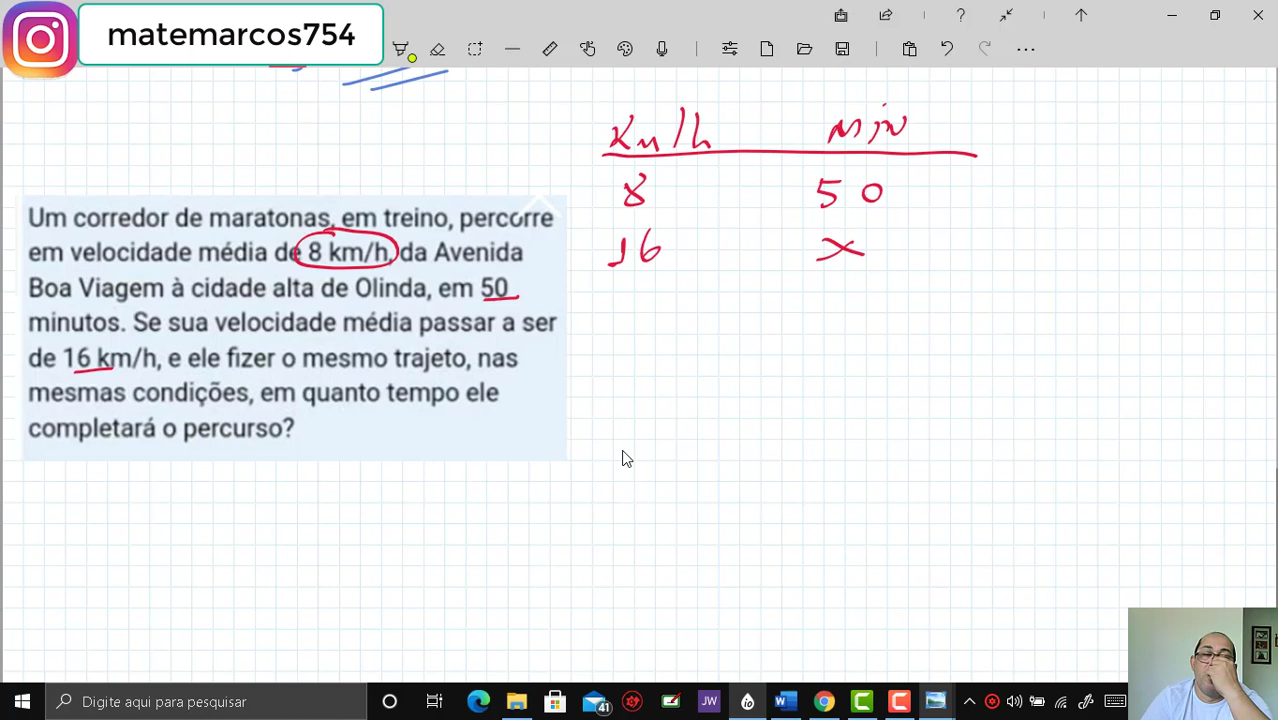 matemarcos754
Km/h Min
8 50
16 x
Um corredor de maratonas, em treino, percorre
em velocidade média de 8 km/h, da Avenida
Boa Viagem à cidade alta de Olinda, em 50
minutos. Se sua velocidade média passar a ser
de 16 km/h, e ele fizer o mesmo trajeto, nas
mesmas condições, em quanto tempo ele
completará o percurso?
Digite aqui para pesquisar
JW
41